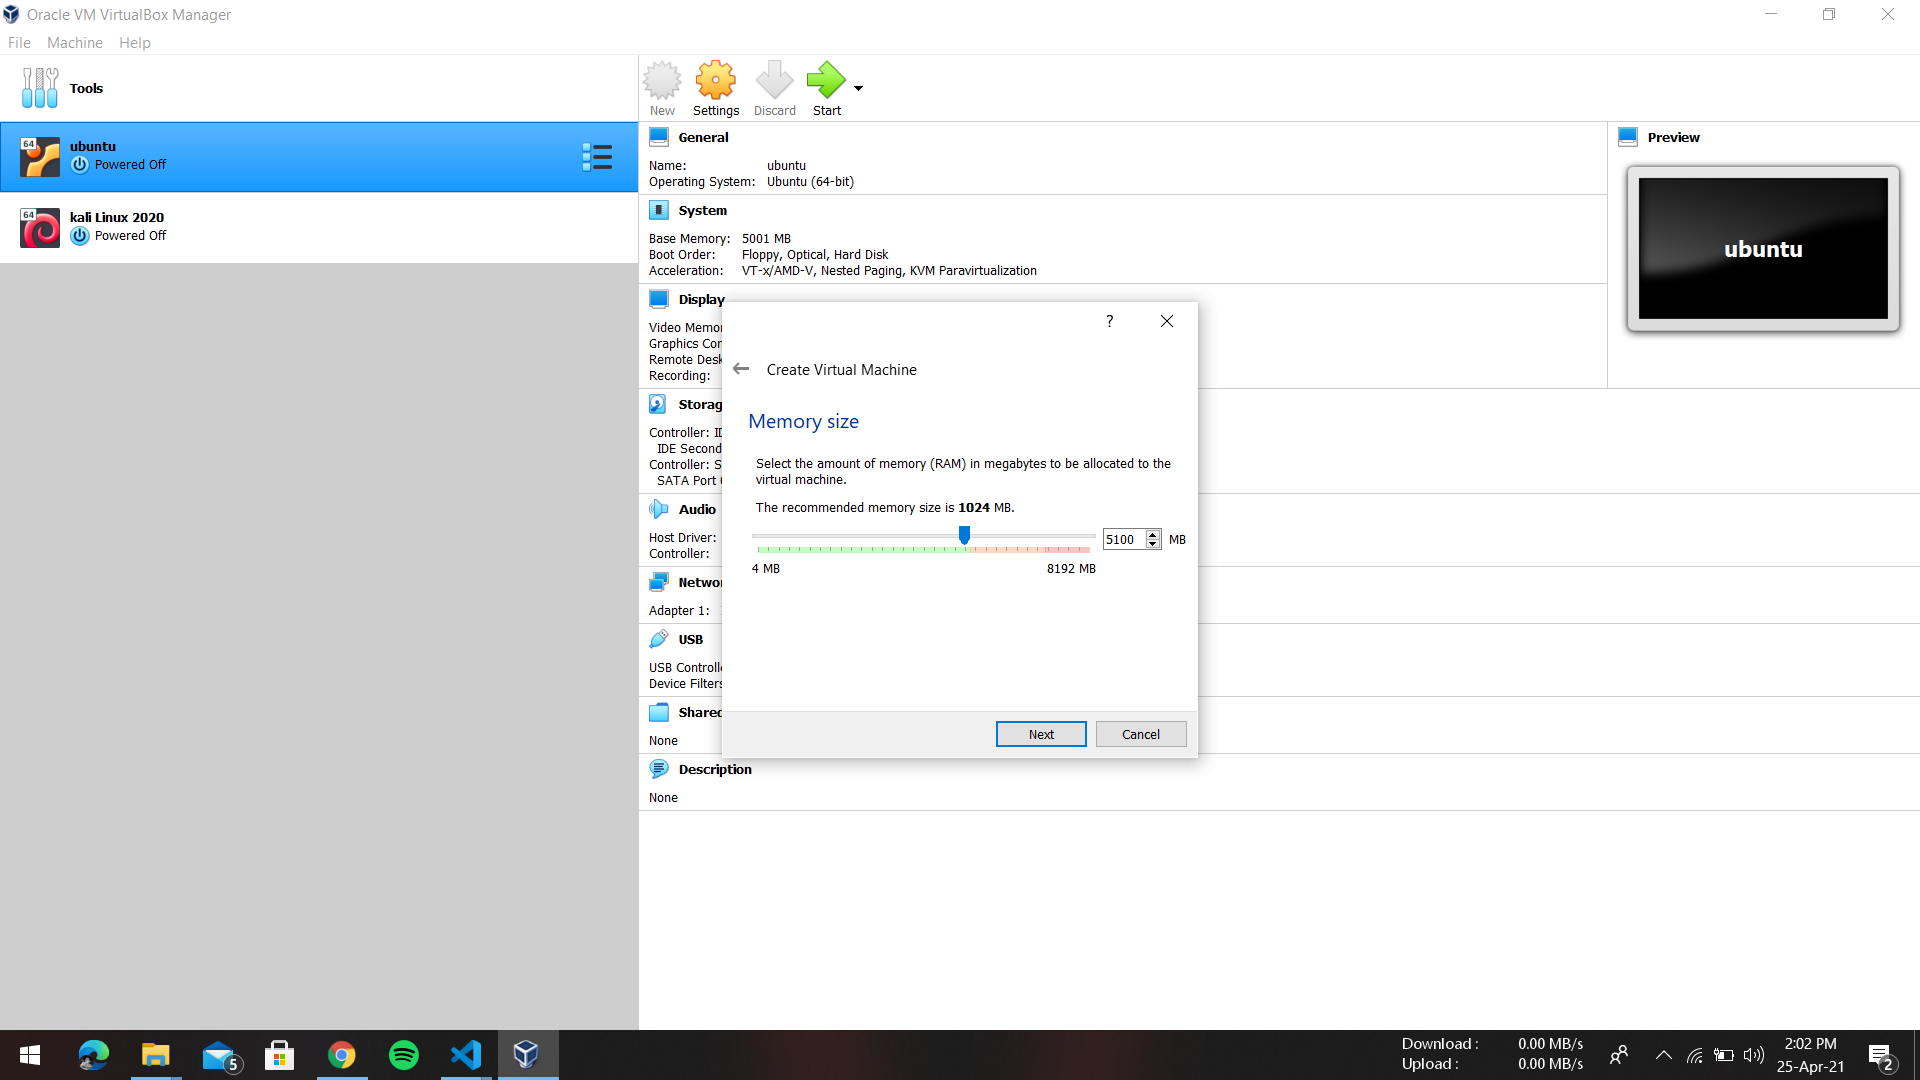 Oracle VM VirtualBox Manager
File Machine Help
Tools
New Settings Discard Start
64 ubuntu
Powered Off
64 kali Linux 2020
Powered Off
General
Name: ubuntu
Operating System: Ubuntu (64-bit)
System
Base Memory: 5001 MB
Boot Order: Floppy, Optical, Hard Disk
Acceleration: VT-x/AMD-V, Nested Paging, KVM Paravirtualization
Preview
ubuntu
Display
Video Memor
Graphics Con
Remote Desk
Recording:
Storag
Controller: ID
IDE Second
Controller: S
SATA Port
Audio
Host Driver:
Controller:
Networ
Adapter 1:
USB
USB Controlle
Device Filters
Shared
None
Description
None
?
Create Virtual Machine
Memory size
Select the amount of memory (RAM) in megabytes to be allocated to the
virtual machine.
The recommended memory size is 1024 MB.
5100 MB
4 MB 8192 MB
Next Cancel
5
Download : 0.00 MB/s
Upload : 0.00 MB/s
2:02 PM
25-Apr-21
2